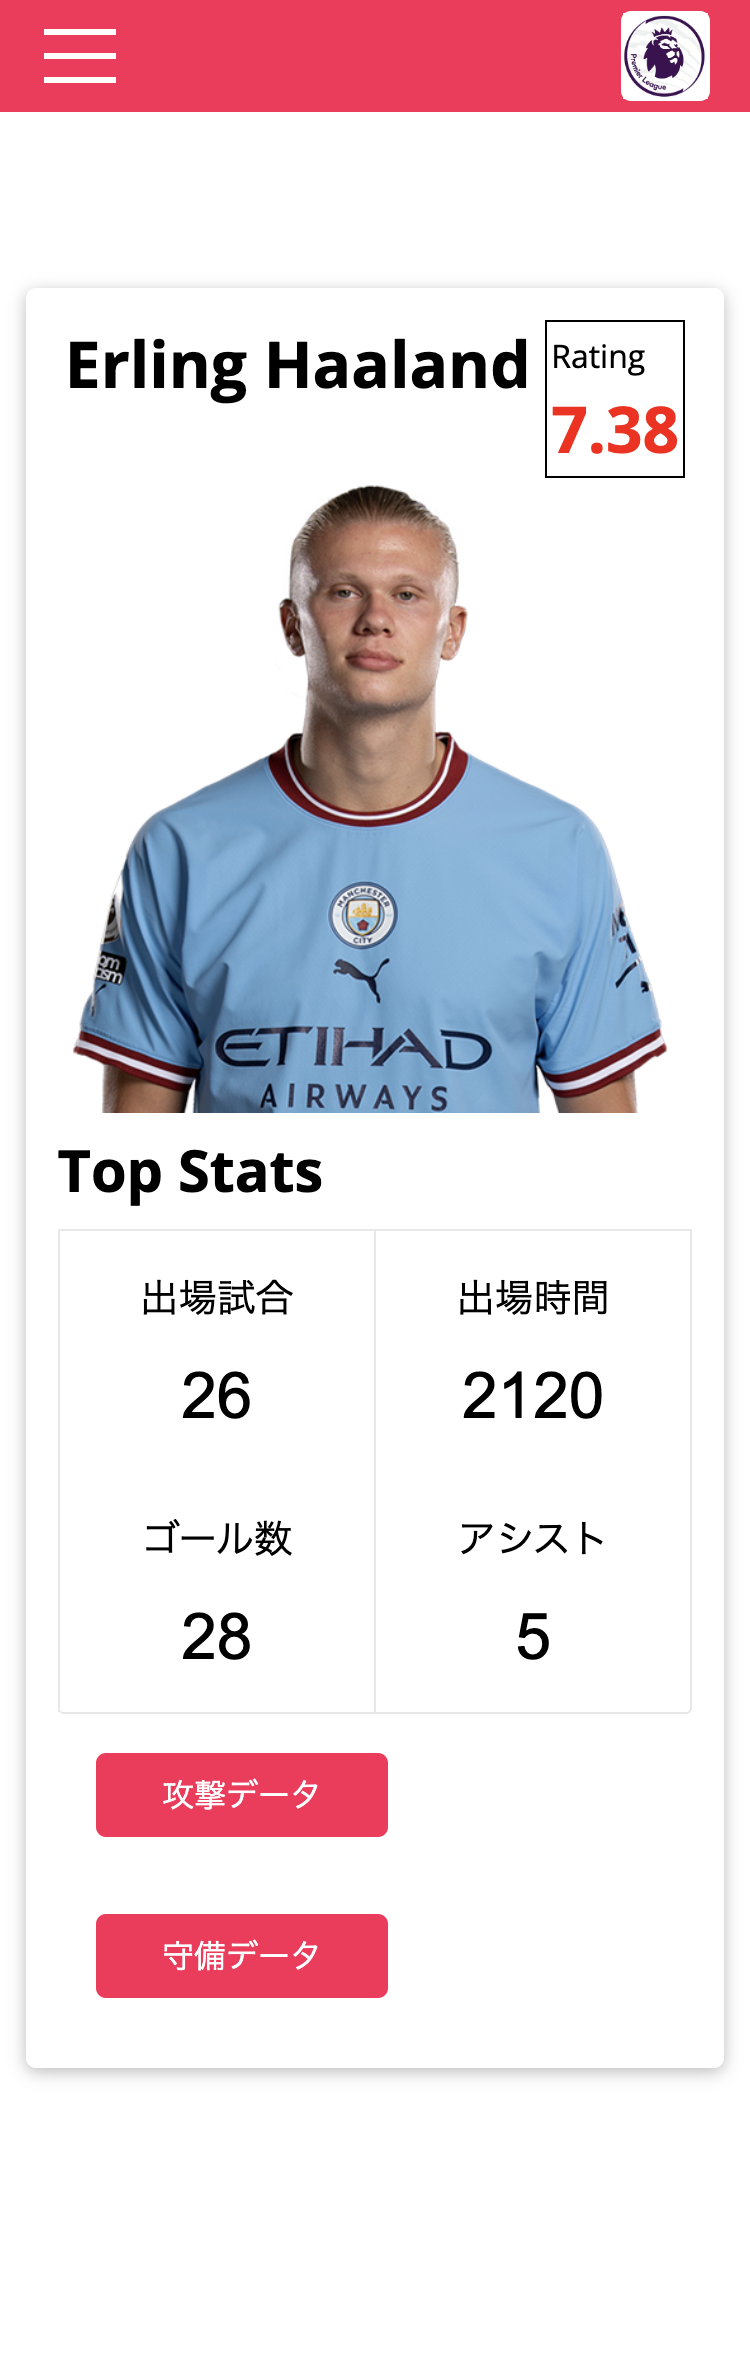 Premier League
Erling Haaland
Rating
7.38
MANCHESTER
CITY
ETIHAD
AIRWAYS
Top Stats
出場試合
出場時間
26
2120
ゴール数
アシスト
28
5
攻撃データ
守備データ